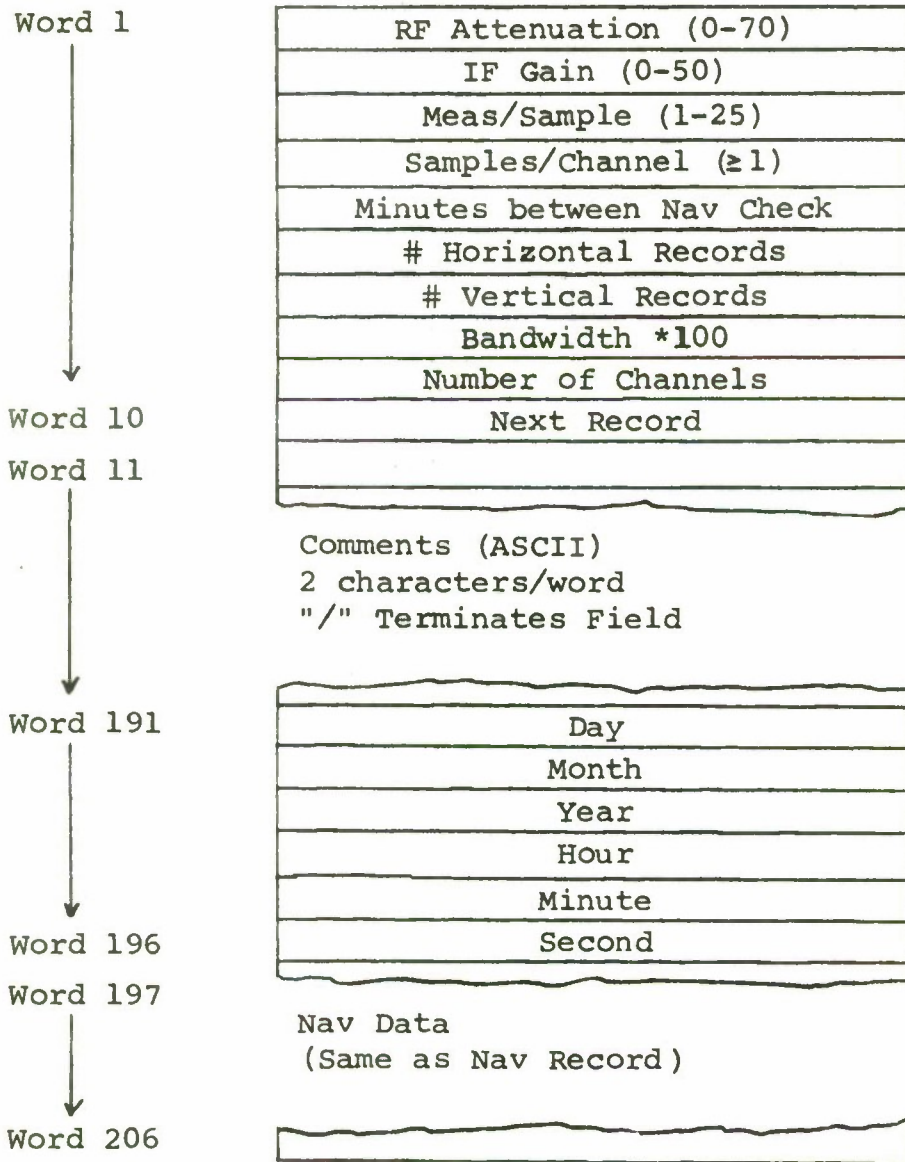 Word 1
RF Attenuation (0-70)
IF Gain (0-50)
Meas/Sample (1-25)
Samples/Channel (≥1)
Minutes between Nav Check
# Horizontal Records
# Vertical Records
Bandwidth *100
Number of Channels
Word 10 Next Record
Word 11
Comments (ASCII)
2 characters/word
"/" Terminates Field
Word 191 Day
Month
Year
Hour
Minute
Word 196 Second
Word 197
Nav Data
(Same as Nav Record)
Word 206